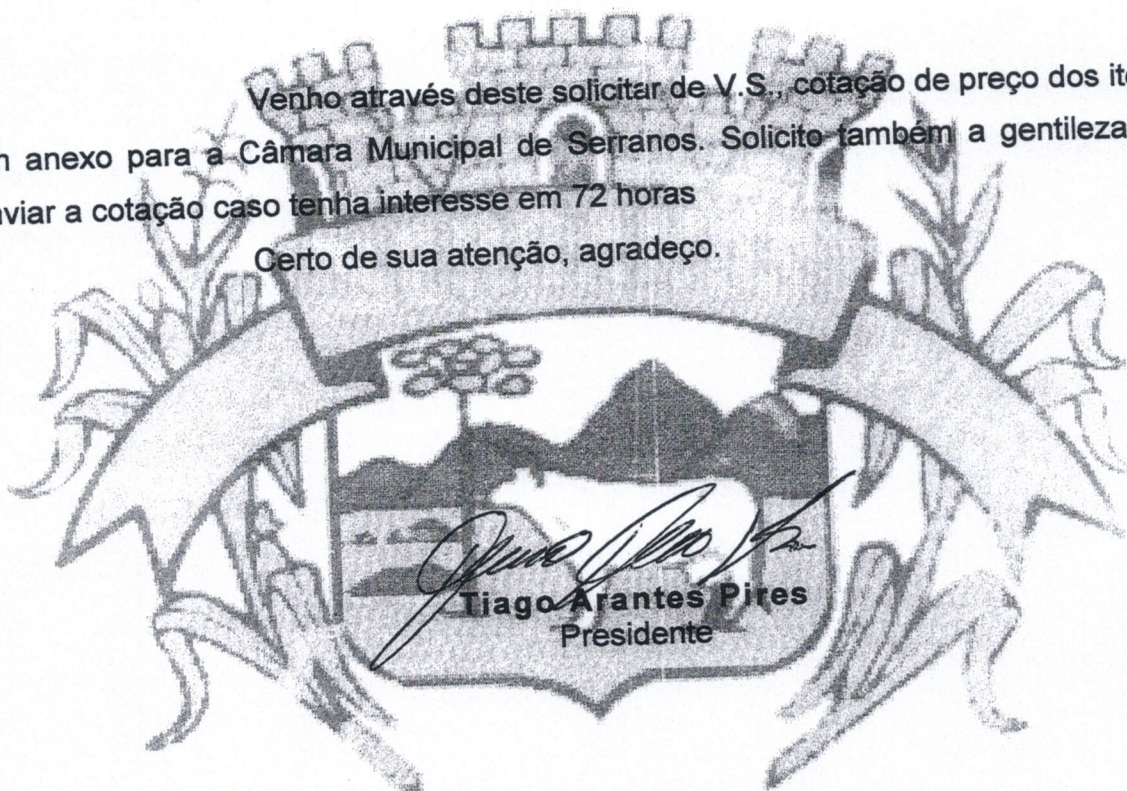 Venho através deste solicitar de V.S., cotação de preço dos ite
m anexo para a Câmara Municipal de Serranos. Solicito também a gentileza
nviar a cotação caso tenha interesse em 72 horas
Certo de sua atenção, agradeço.
Tiago Arantes Pires
Presidente